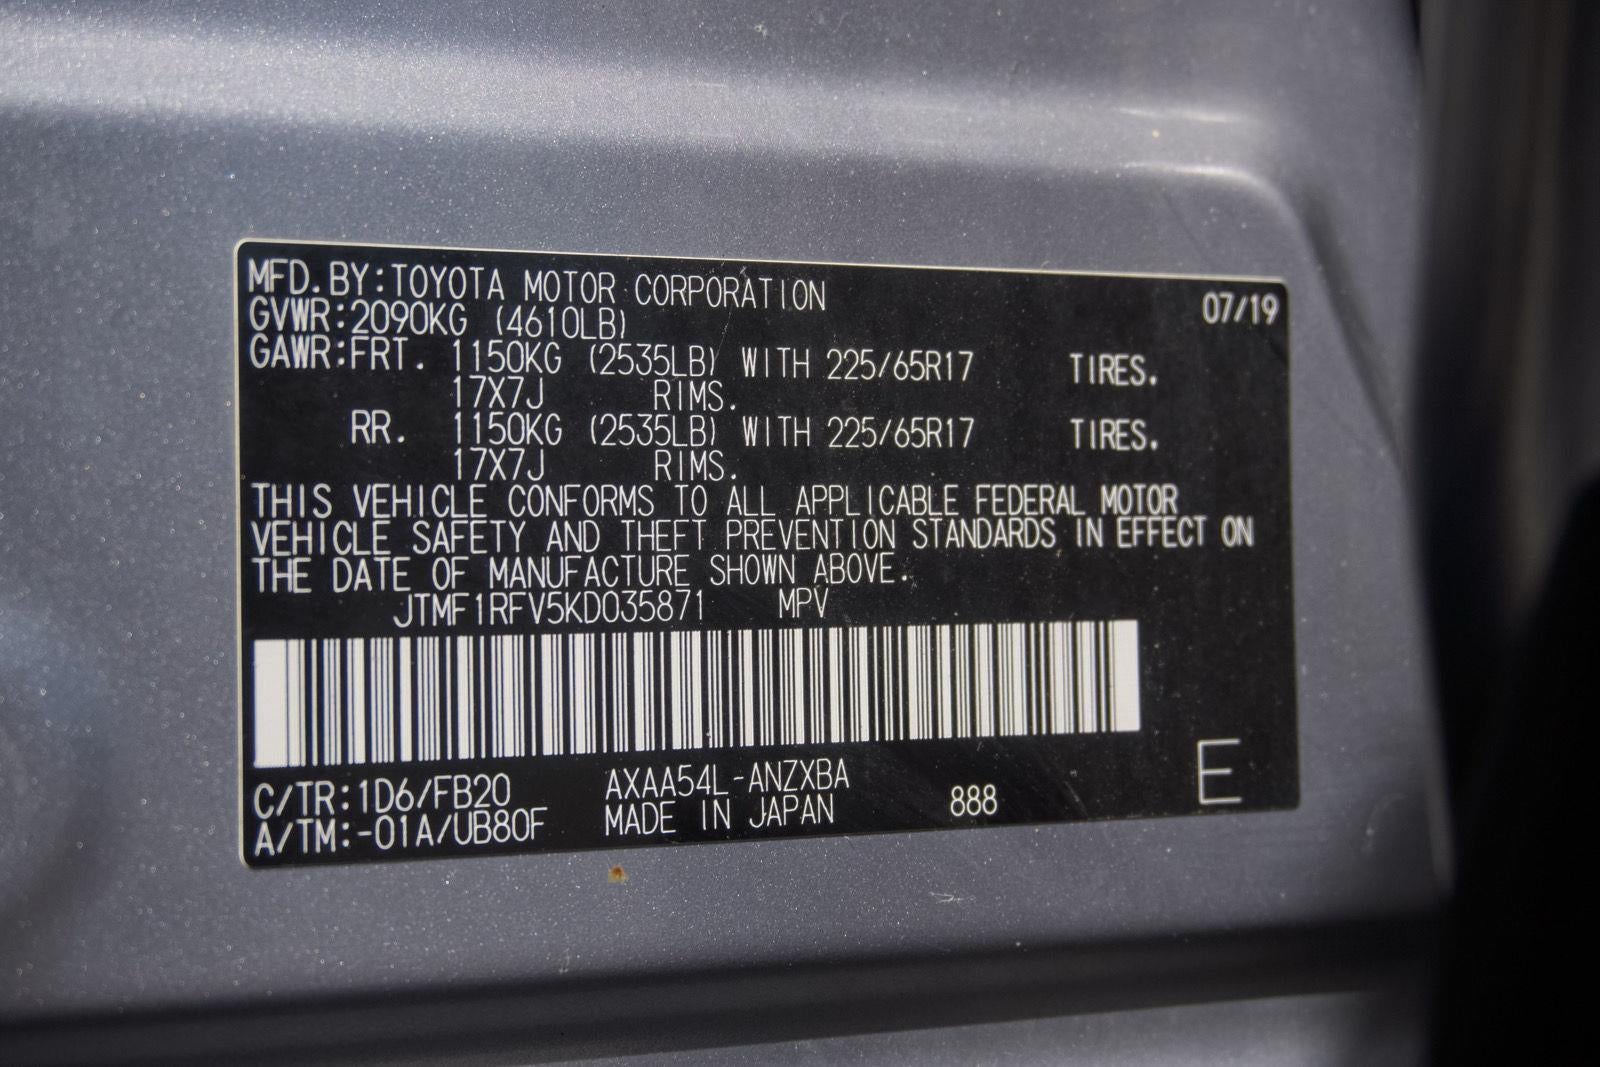 MFD.BY:TOYOTA MOTOR CORPORATION 07/19
GVWR:2090KG (4610LB)
GAWR:FRT. 1150KG (2535LB) WITH 225/65R17 TIRES.
17X7J RIMS.
RR. 1150KG (2535LB) WITH 225/65R17 TIRES.
17X7J RIMS.
THIS VEHICLE CONFORMS TO ALL APPLICABLE FEDERAL MOTOR
VEHICLE SAFETY AND THEFT PREVENTION STANDARDS IN EFFECT ON
THE DATE OF MANUFACTURE SHOWN ABOVE.
JTMF1RFV5KD035871 MPV
C/TR:1D6/FB20 AXAA54L-ANZXBA
A/TM:-01A/UB80F MADE IN JAPAN 888 E